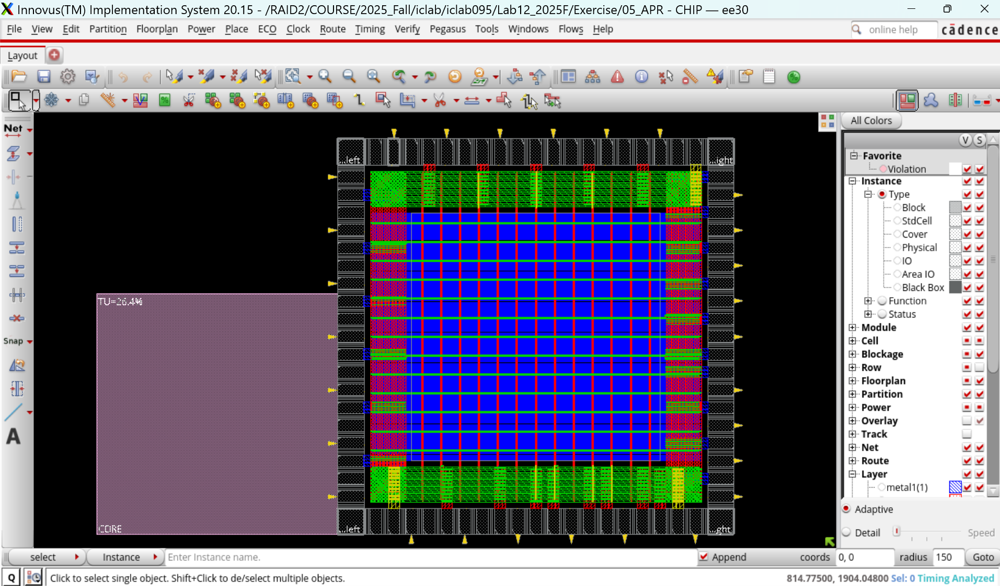 Innovus(TM) Implementation System 20.15 - /RAID2/COURSE/2025_Fall/iclab/iclab095/Lab12_2025F/Exercise/05_APR - CHIP — ee30
File View Edit Partition Floorplan Power Place ECO Clock Route Timing Verify Pegasus Tools Windows Flows Help
online help
cādence
Layout
All Colors
Net
V S
Favorite
Violation
Instance
Type
Block
StdCell
Cover
Physical
IO
Area IO
Black Box
Function
Status
Module
Cell
Blockage
Row
Floorplan
Partition
Power
Overlay
Track
Net
Route
Layer
metal1(1)
Adaptive
Detail
Speed
Snap
A
...left
...ight
TU=26.4%
CORE
...left
...ght
select
Instance
Enter Instance name.
Append
coords 0, 0
radius 150
Goto
Q
Click to select single object. Shift+Click to de/select multiple objects.
814.77500, 1904.04800 Sel: 0 Timing Analyzed